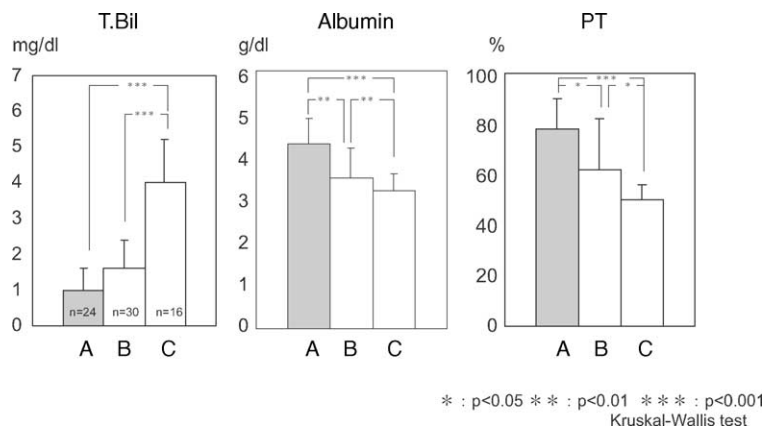 T.Bil
mg/dl
7
6
5
4
3
2
1
0
***
***
n=24 n=30 n=16
A B C
Albumin
g/dl
6
5
4
3
2
1
0
***
** **
A B C
PT
%
100
80
60
40
20
0
***
* *
A B C
* : p<0.05 ** : p<0.01 *** : p<0.001
Kruskal-Wallis test